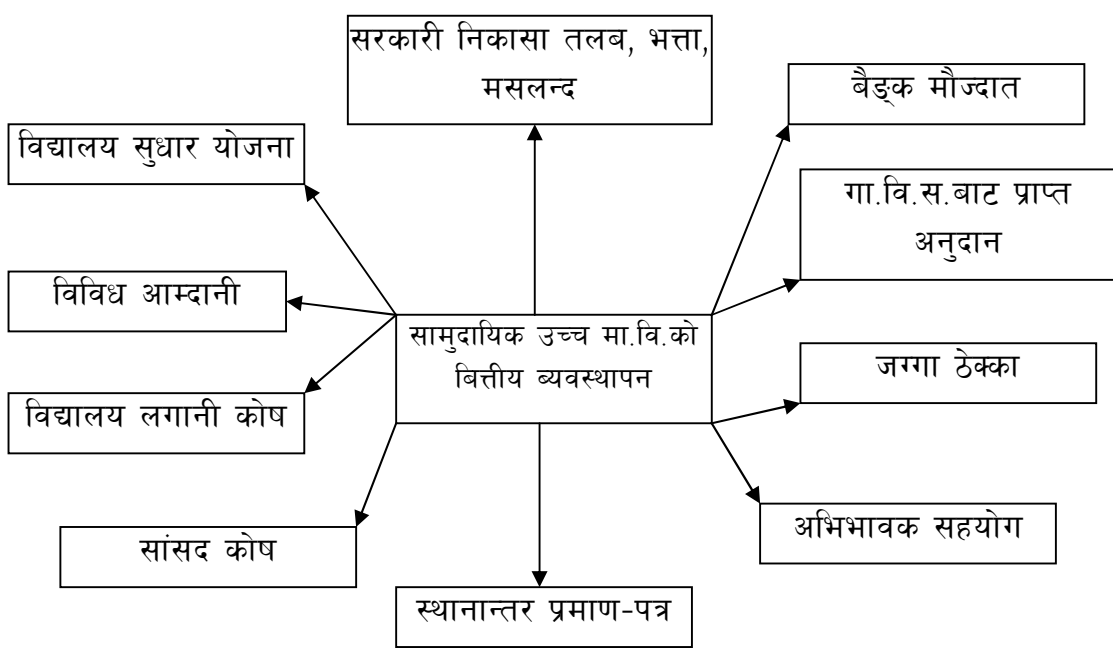 सरकारी निकासा तलब, भत्ता,
मसलन्द
बैङ्क मौज्दात
विद्यालय सुधार योजना
गा.वि.स.बाट प्राप्त
अनुदान
विविध आम्दानी
सामुदायिक उच्च मा.वि.को
बित्तीय ब्यवस्थापन
जग्गा ठेक्का
विद्यालय लगानी कोष
अभिभावक सहयोग
सांसद कोष
स्थानान्तर प्रमाण-पत्र